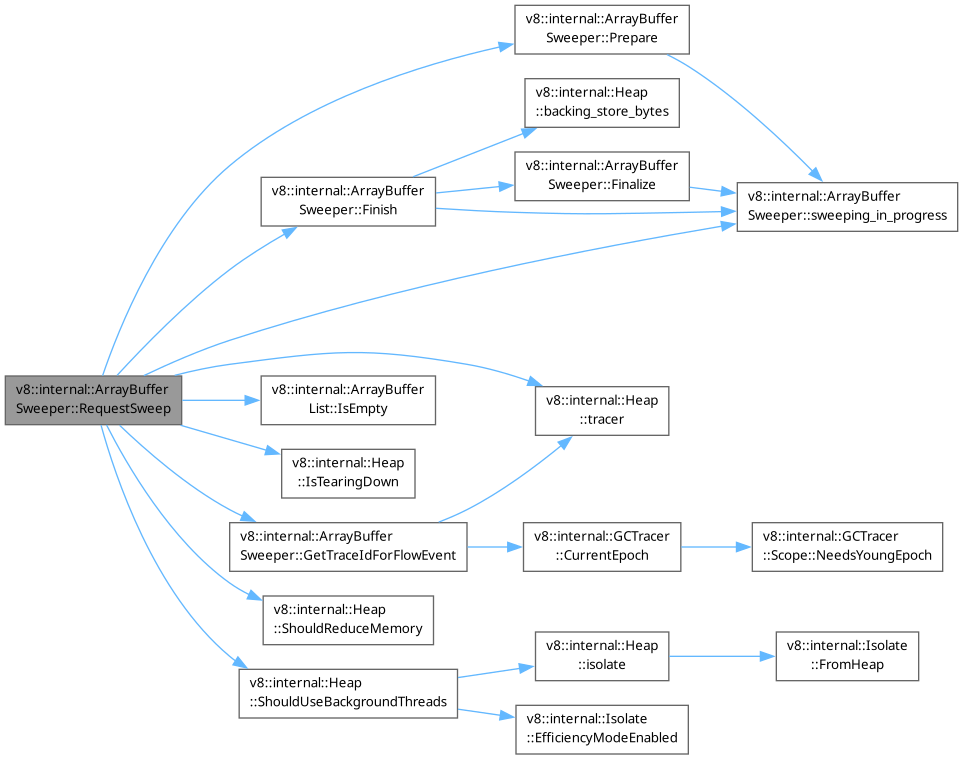 v8::internal::ArrayBuffer
Sweeper::RequestSweep
v8::internal::ArrayBuffer
Sweeper::Prepare
v8::internal::Heap
::backing_store_bytes
v8::internal::ArrayBuffer
Sweeper::Finalize
v8::internal::ArrayBuffer
Sweeper::Finish
v8::internal::ArrayBuffer
Sweeper::sweeping_in_progress
v8::internal::ArrayBuffer
List::IsEmpty
v8::internal::Heap
::tracer
v8::internal::Heap
::IsTearingDown
v8::internal::ArrayBuffer
Sweeper::GetTraceIdForFlowEvent
v8::internal::GCTracer
::CurrentEpoch
v8::internal::GCTracer
::Scope::NeedsYoungEpoch
v8::internal::Heap
::ShouldReduceMemory
v8::internal::Heap
::ShouldUseBackgroundThreads
v8::internal::Heap
::isolate
v8::internal::Isolate
::FromHeap
v8::internal::Isolate
::EfficiencyModeEnabled